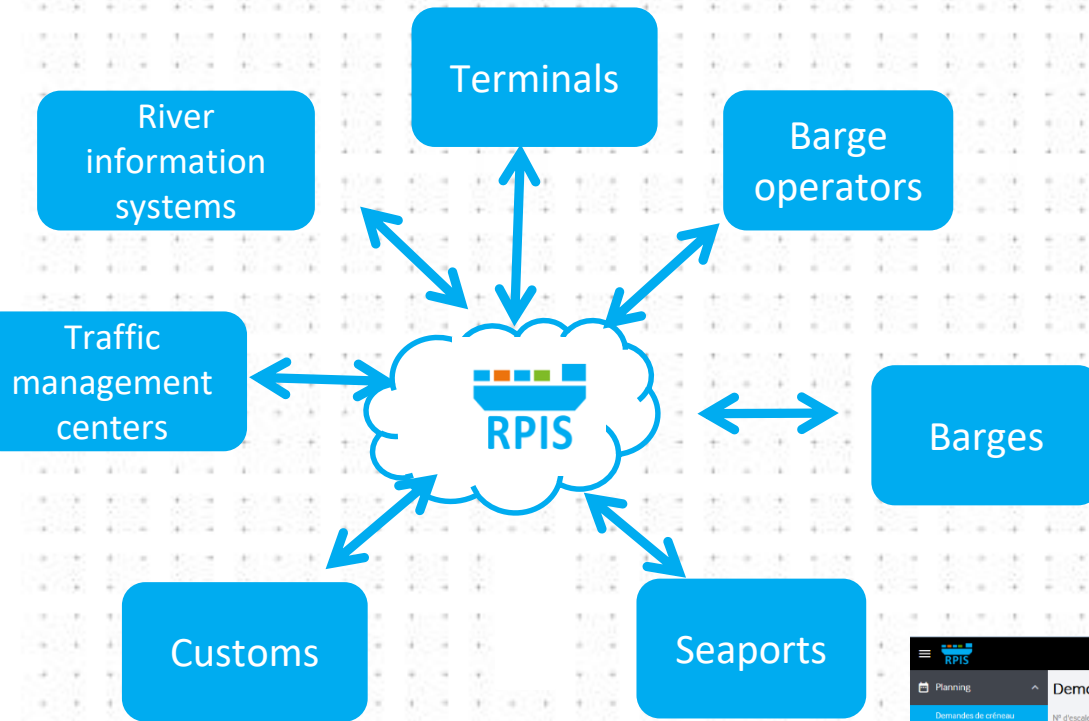 Terminals
River
information
systems
Barge
operators
Traffic
management
centers
RPIS
Barges
Customs
Seaports
RPIS
Planning
Demandes de créneau